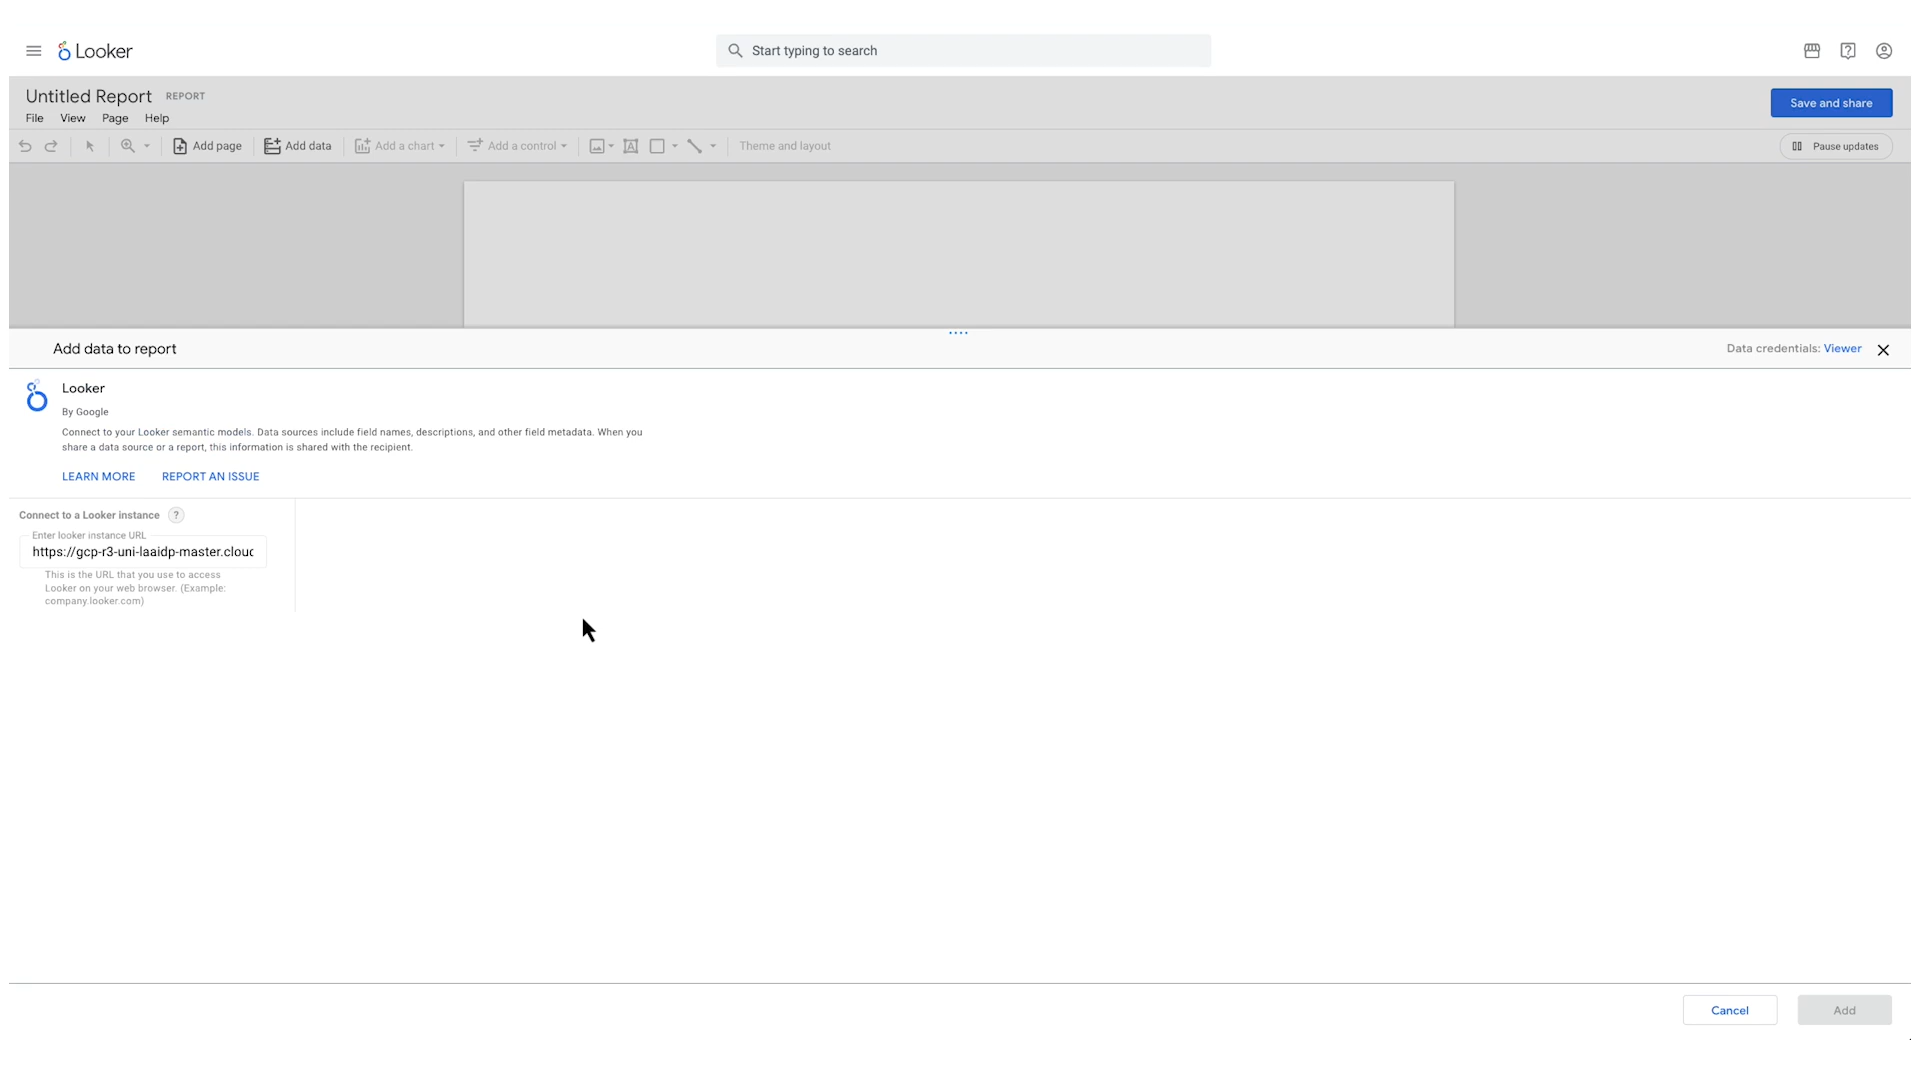 Looker
Start typing to search
Untitled Report REPORT
File View Page Help
Save and share
Add page Add data Add a chart Add a control Theme and layout Pause updates
Add data to report
Data credentials: Viewer
Looker
By Google
Connect to your Looker semantic models. Data sources include field names, descriptions, and other field metadata. When you
share a data source or a report, this information is shared with the recipient.
LEARN MORE REPORT AN ISSUE
Connect to a Looker instance ?
Enter looker instance URL
https://gcp-r3-uni-laaidp-master.clouc
This is the URL that you use to access
Looker on your web browser. (Example:
company.looker.com)
Cancel Add